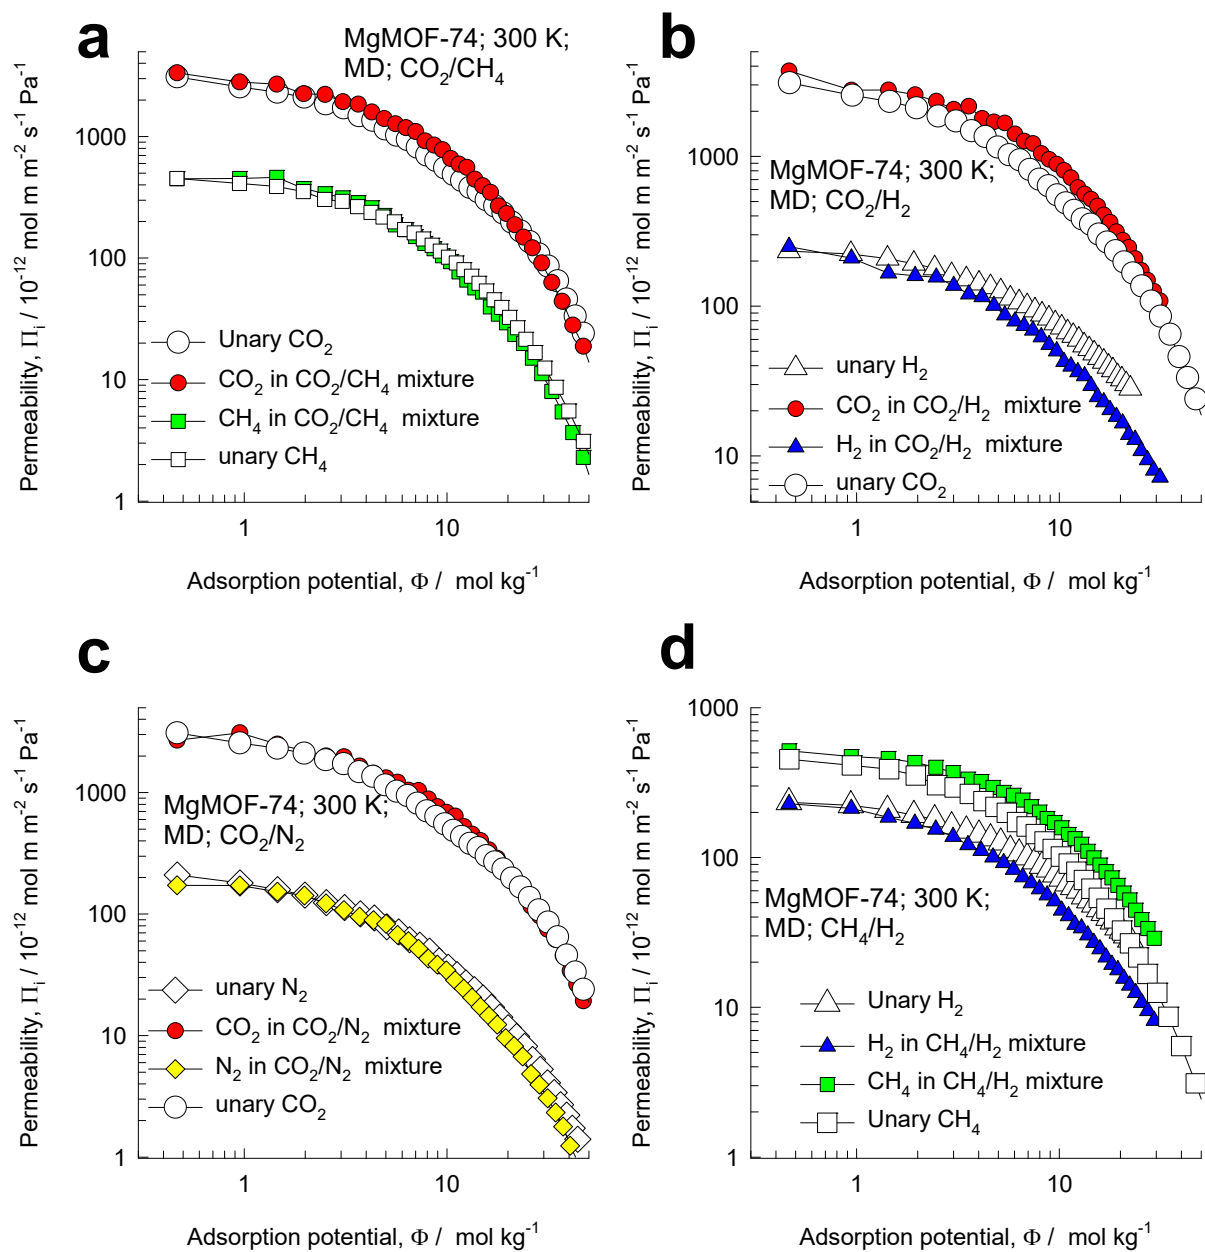 a
MgMOF-74; 300 K;
MD; CO2/CH4
Permeability, Πi / 10-12 mol m m-2 s-1 Pa-1
1000
100
10
1
Unary CO2
CO2 in CO2/CH4 mixture
CH4 in CO2/CH4 mixture
unary CH4
1 10
Adsorption potential, Φ / mol kg-1
b
MgMOF-74; 300 K;
MD; CO2/H2
Permeability, Πi / 10-12 mol m m-2 s-1 Pa-1
1000
100
10
unary H2
CO2 in CO2/H2 mixture
H2 in CO2/H2 mixture
unary CO2
1 10
Adsorption potential, Φ / mol kg-1
c
MgMOF-74; 300 K;
MD; CO2/N2
Permeability, Πi / 10-12 mol m m-2 s-1 Pa-1
1000
100
10
1
unary N2
CO2 in CO2/N2 mixture
N2 in CO2/N2 mixture
unary CO2
1 10
Adsorption potential, Φ / mol kg-1
d
MgMOF-74; 300 K;
MD; CH4/H2
Permeability, Πi / 10-12 mol m m-2 s-1 Pa-1
1000
100
10
1
Unary H2
H2 in CH4/H2 mixture
CH4 in CH4/H2 mixture
Unary CH4
1 10
Adsorption potential, Φ / mol kg-1